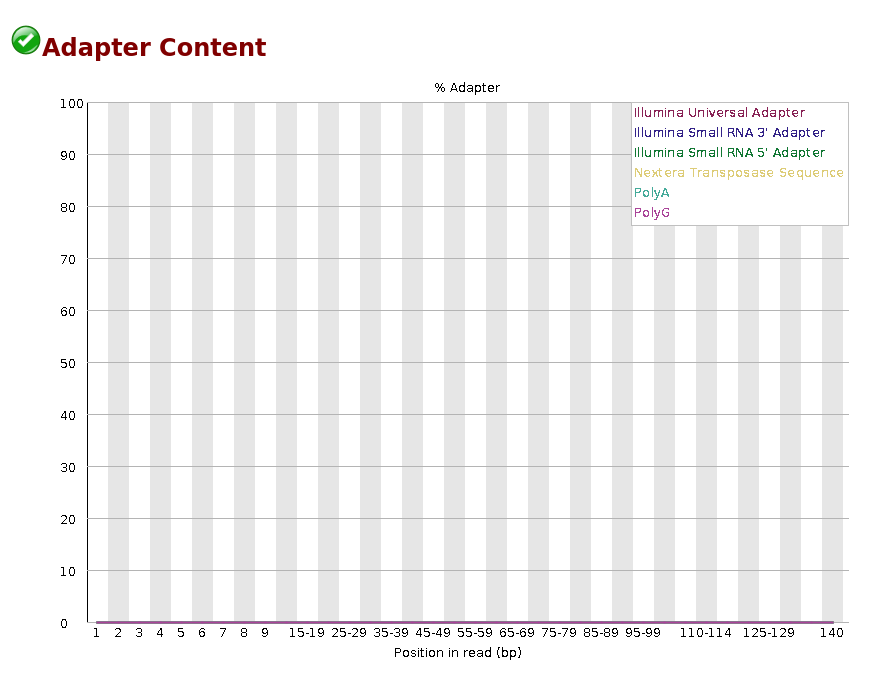 Adapter Content
% Adapter
Illumina Universal Adapter
Illumina Small RNA 3' Adapter
Illumina Small RNA 5' Adapter
Nextera Transposase Sequence
PolyA
PolyG
100
90
80
70
60
50
40
30
20
10
0
1 2 3 4 5 6 7 8 9 15-19 25-29 35-39 45-49 55-59 65-69 75-79 85-89 95-99 110-114 125-129 140
Position in read (bp)